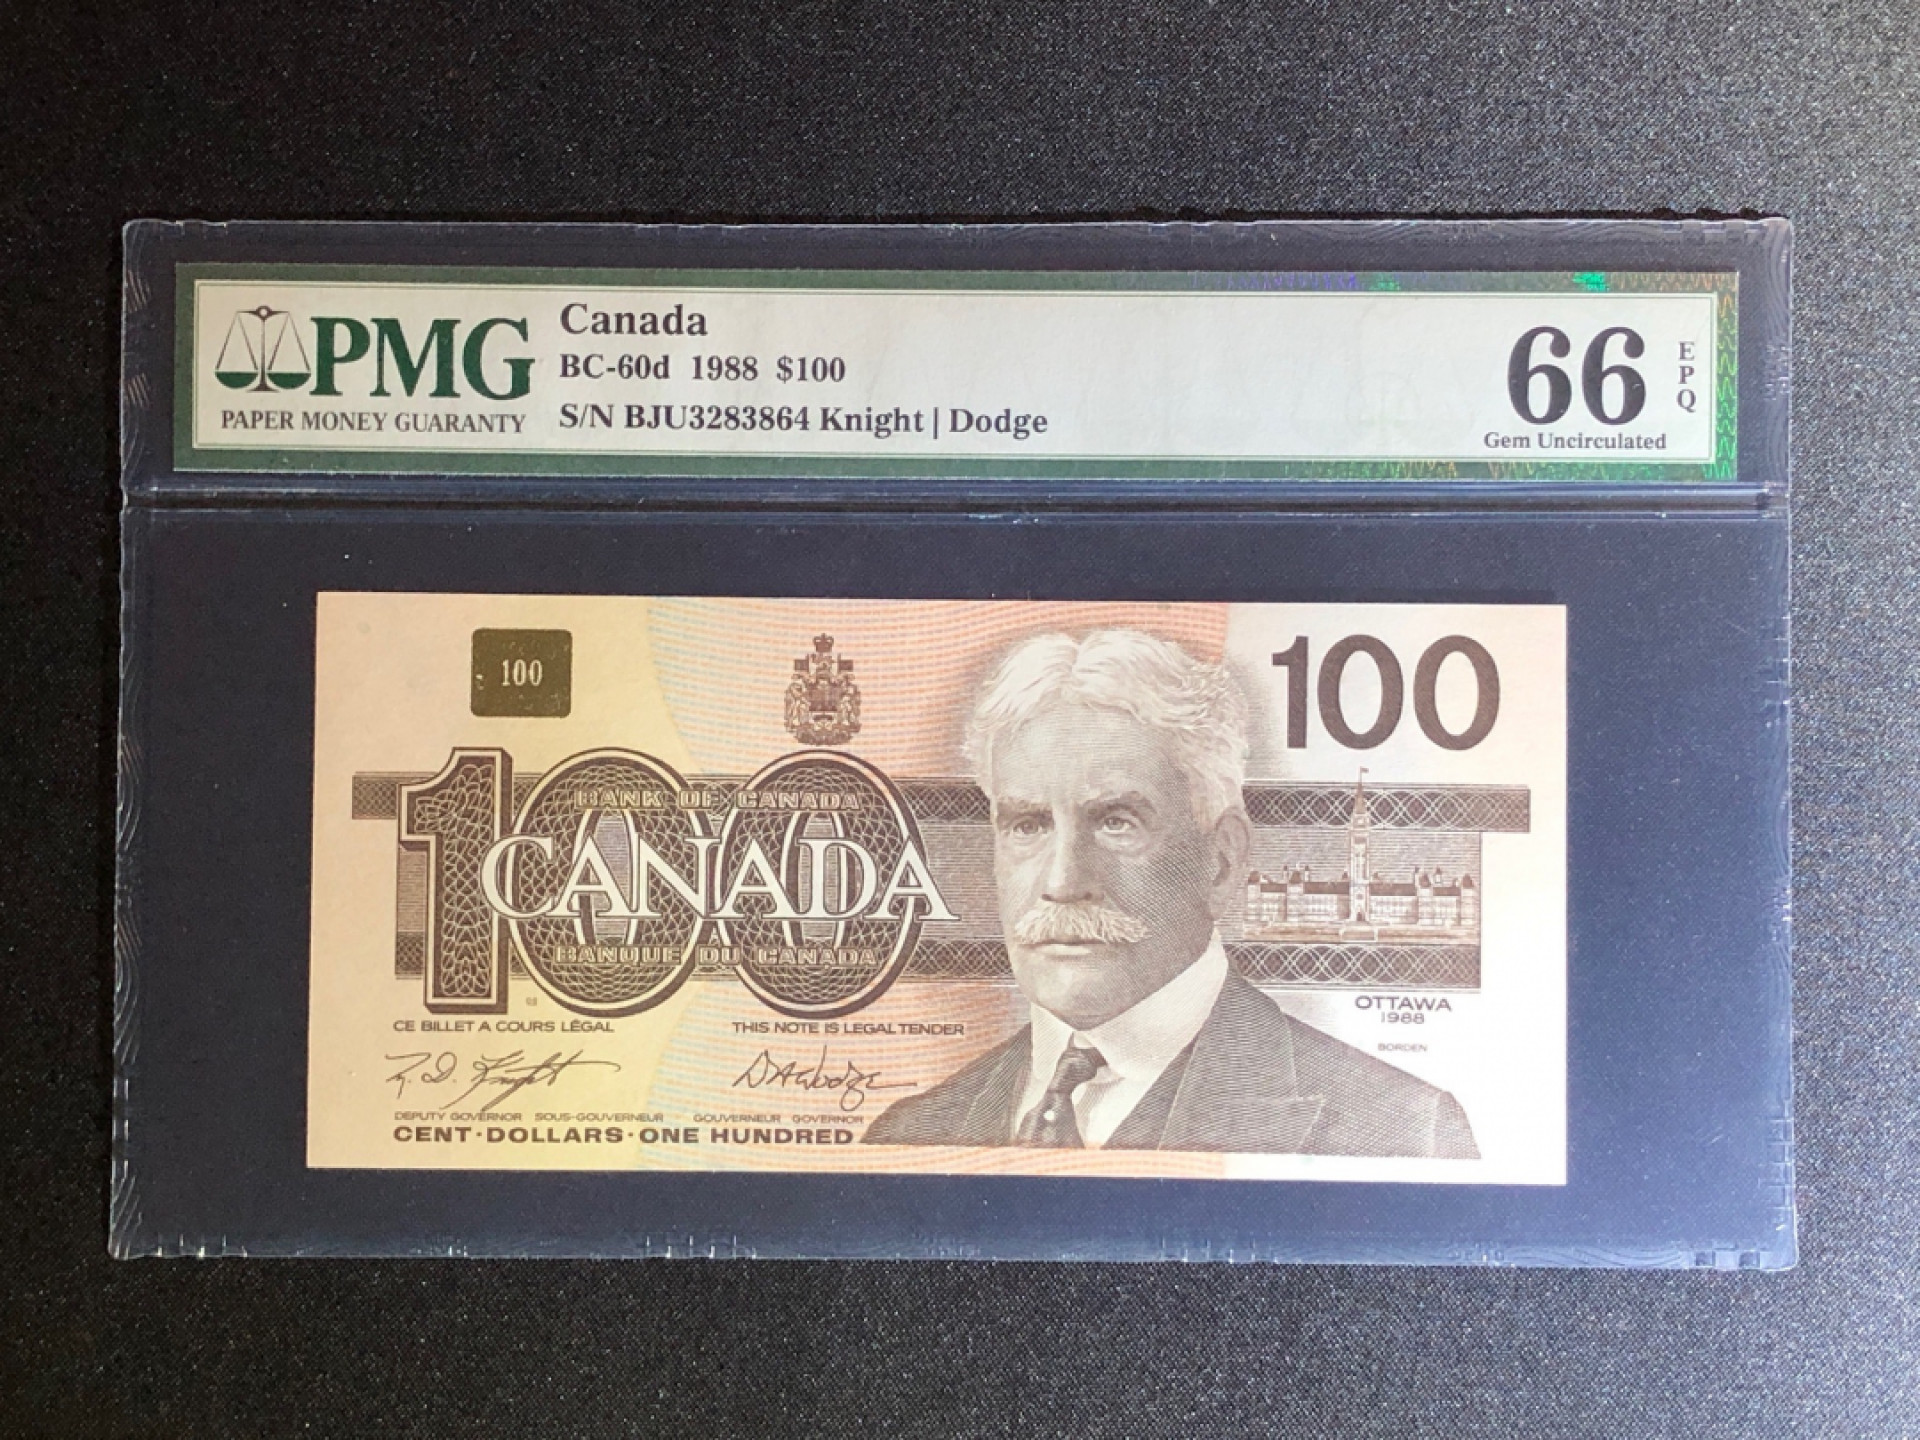 PMG
PAPER MONEY GUARANTY
Canada
BC-60d 1988 $100
S/N BJU3283864 Knight | Dodge
66
EPQ
Gem Uncirculated
100
100
100
BANK OF CANADA
CANADA
BANQUE DU CANADA
CE BILLET A COURS LÉGAL
THIS NOTE IS LEGAL TENDER
OTTAWA
1988
BORDEN
DEPUTY GOVERNOR SOUS-GOUVERNEUR GOUVERNEUR GOVERNOR
CENT·DOLLARS·ONE HUNDRED